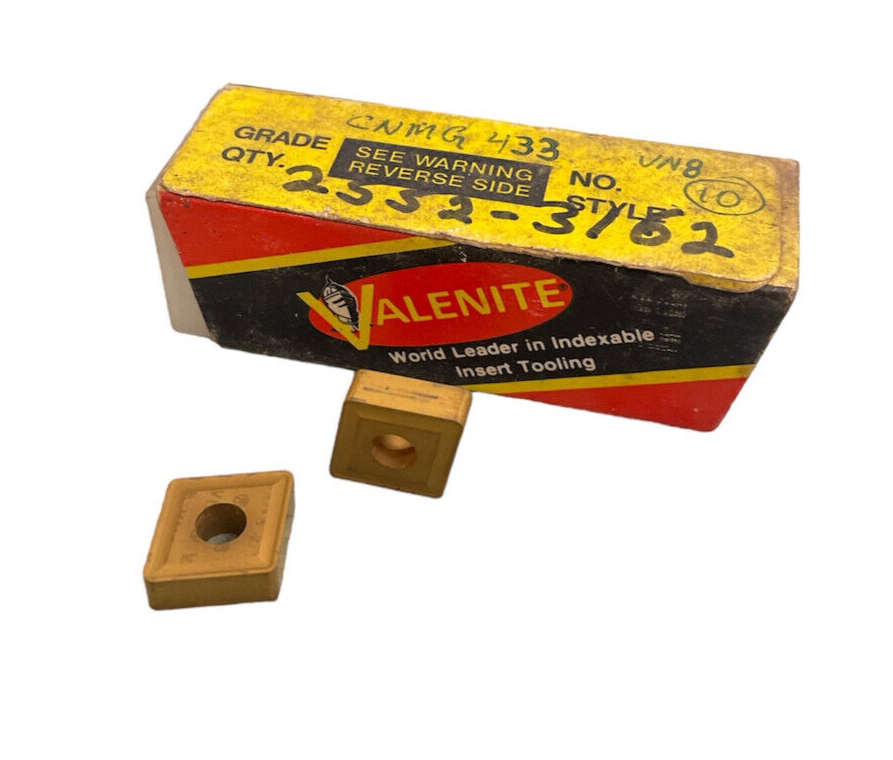 CNMG 433 VN8
GRADE SEE WARNING NO. 10
QTY. REVERSE SIDE STYLE
2552-3162
VALENITE®
World Leader in Indexable
Insert Tooling